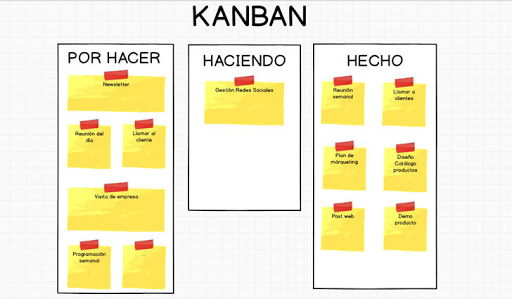 KANBAN
POR HACER
Newsletter
Reunión del
día
Llamar al
cliente
Visita de empresa
Programación
semanal
...
HACIENDO
Gestión Redes Sociales
HECHO
Reunión
semanal
Llamar a
clientes
Plan de
márqueting
Diseño
Catálogo
productos
Post web
Demo
producto